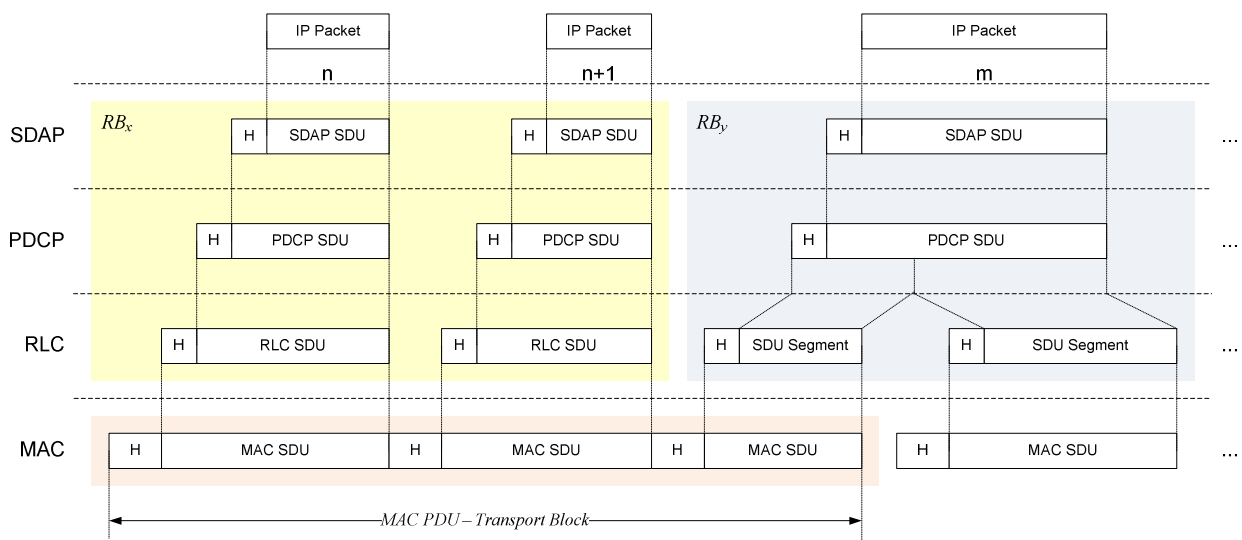 IP Packet IP Packet IP Packet
n n+1 m
RBx RBy
SDAP H SDAP SDU H SDAP SDU H SDAP SDU ...
PDCP H PDCP SDU H PDCP SDU H PDCP SDU ...
RLC H RLC SDU H RLC SDU H SDU Segment H SDU Segment ...
MAC H MAC SDU H MAC SDU H MAC SDU H MAC SDU ...
MAC PDU – Transport Block